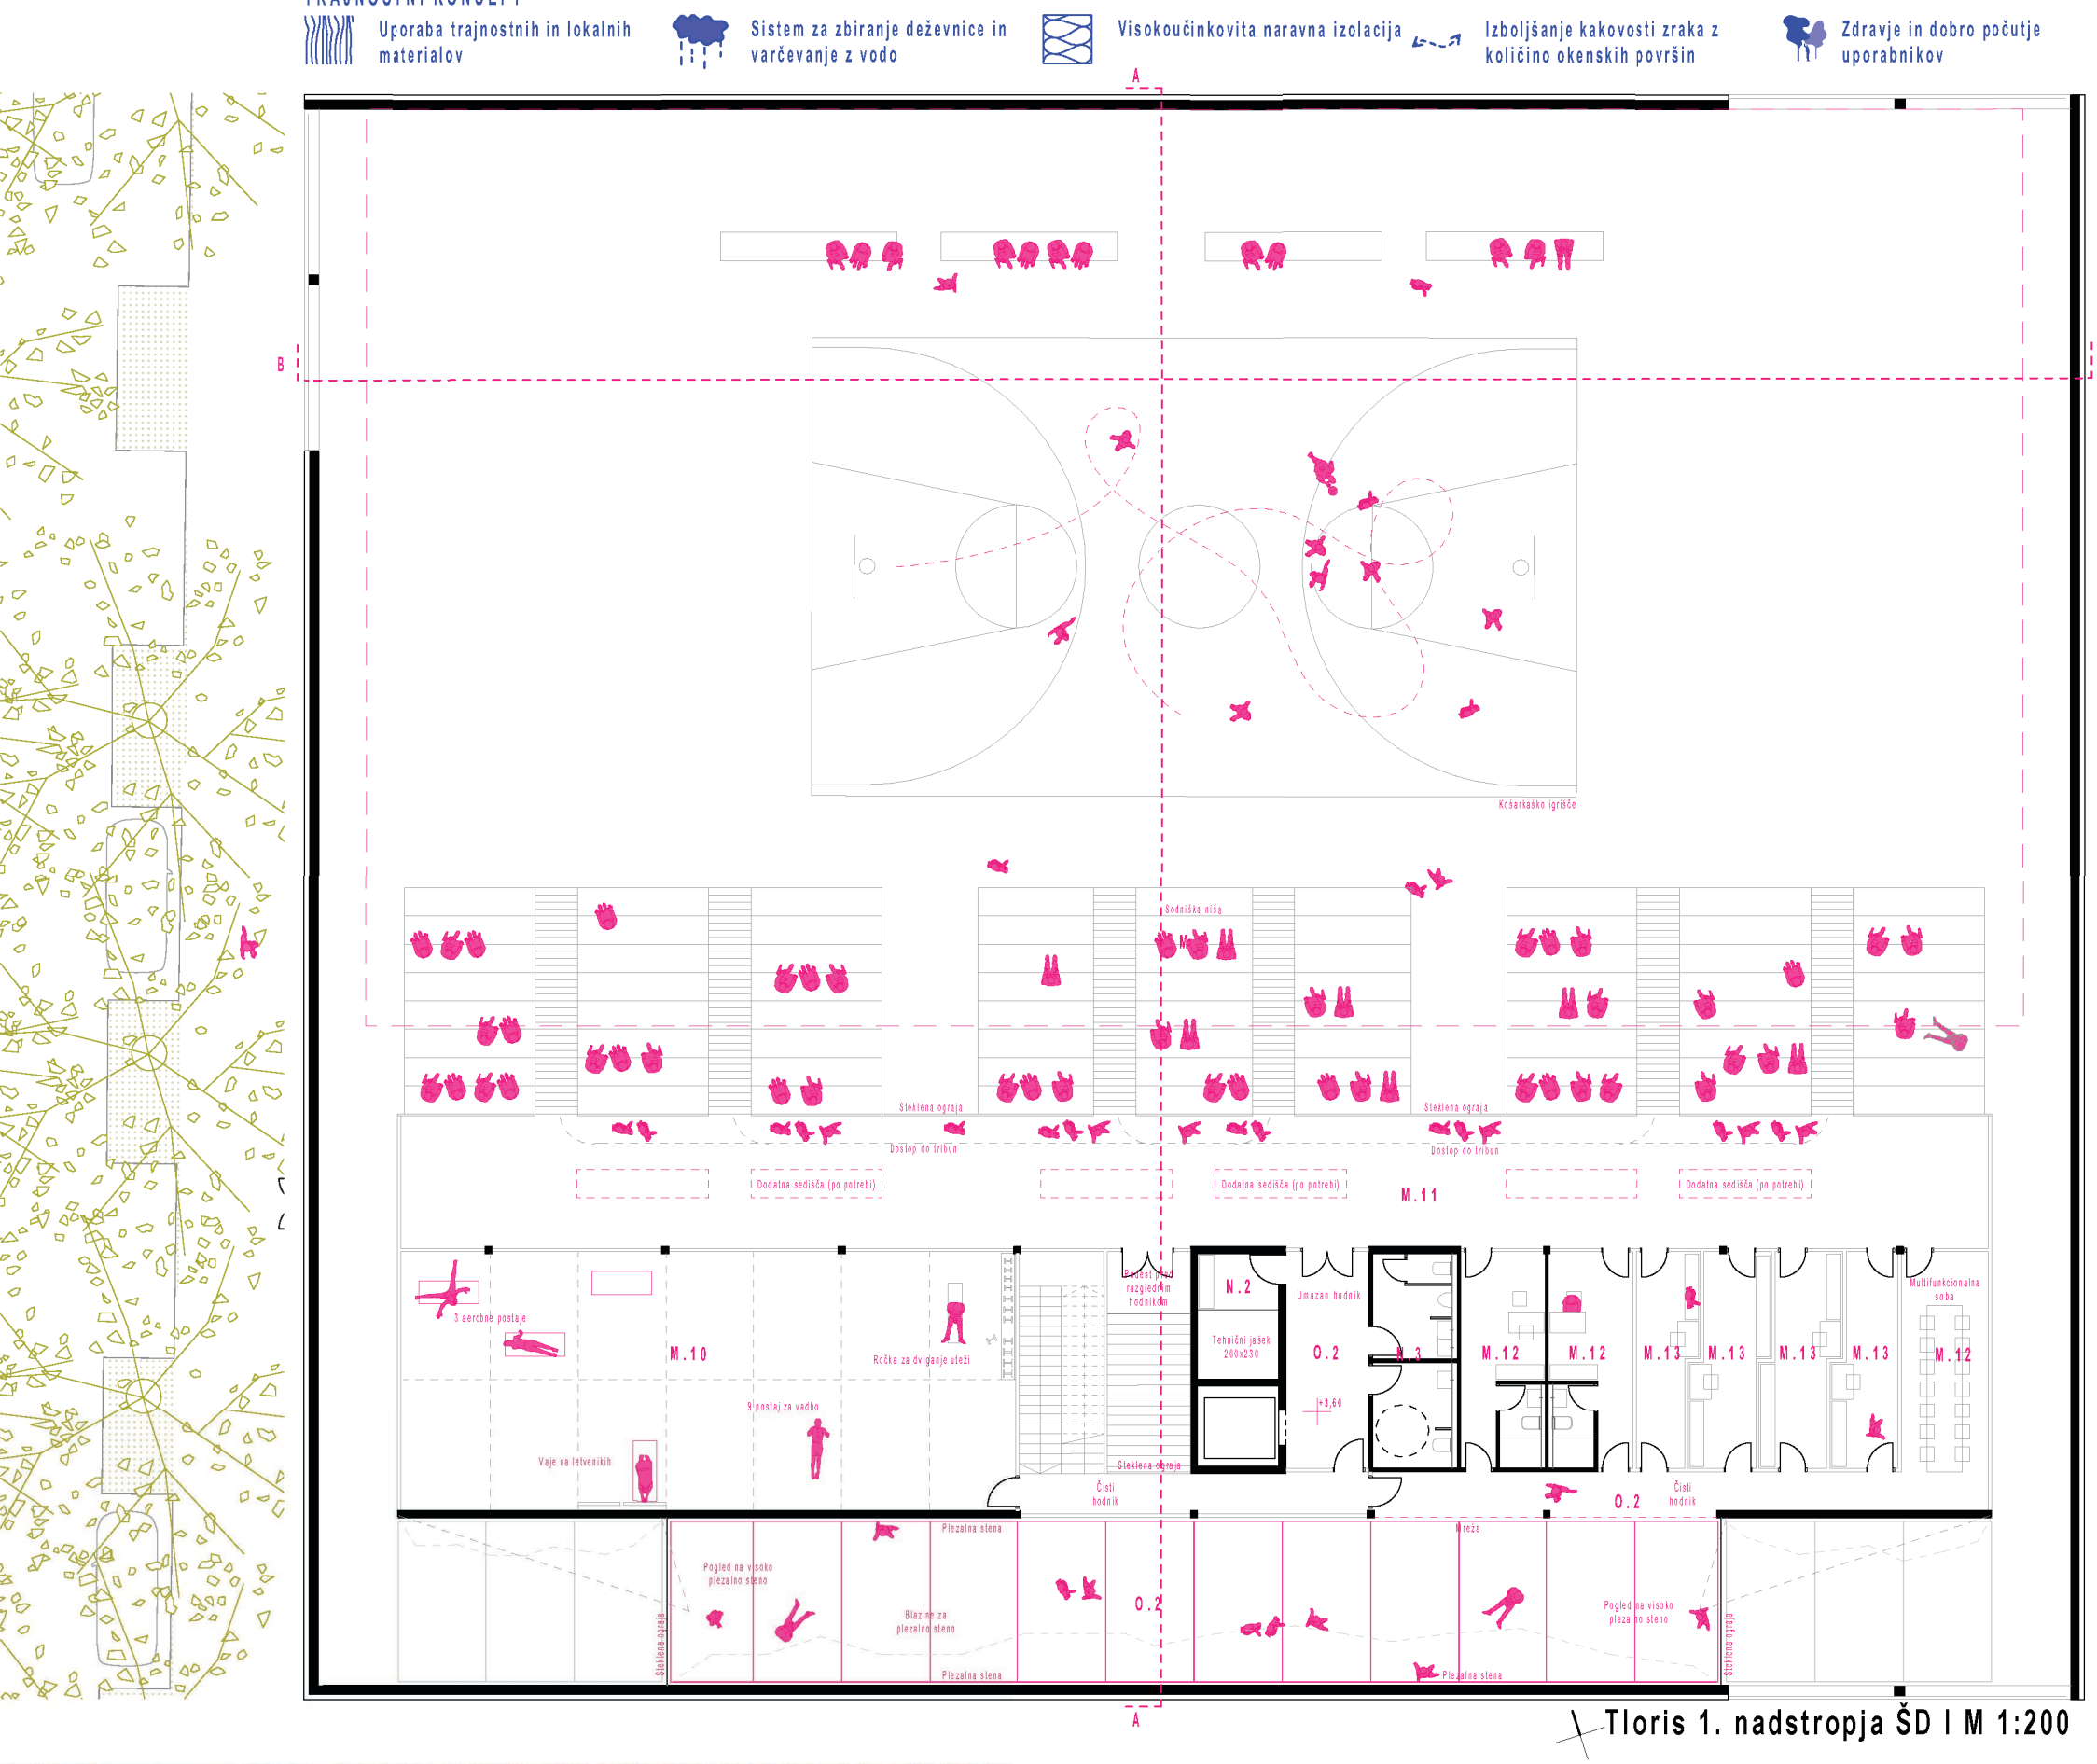 TRAJNOSTNI KONCEPT
Uporaba trajnostnih in lokalnih
materialov
Sistem za zbiranje deževnice in
varčevanje z vodo
Visokoučinkovita naravna izolacija
Izboljšanje kakovosti zraka z
količino okenskih površin
Zdravje in dobro počutje
uporabnikov
A
B
Košarkaško igrišče
Sodniška niša
M
Steklena ograja
Steklena ograja
Dostop do tribun
Dostop do tribun
Dodatna sedišča (po potrebi)
Dodatna sedišča (po potrebi)
Dodatna sedišča (po potrebi)
M.11
Podest pred
razglednim
hodnikom
N.2
Umazan hodnik
Multifunkcionalna
soba
3 aerobne postaje
Ročka za dviganje uteži
M.10
Tehnični jašek
200x230
O.2
M.12
M.12
M.13
M.13
M.13
M.13
M.12
+3,60
9 postaj za vadbo
Vaje na letvenikih
Steklena ograja
Čisti
hodnik
Čisti
hodnik
O.2
Plezalna stena
Mreža
Pogled na visoko
plezalno steno
Blazine za
plezalno steno
O.2
Pogled na visoko
plezalno steno
Steklena ograja
Steklena ograja
Plezalna stena
Plezalna stena
A
Tloris 1. nadstropja ŠD I M 1:200